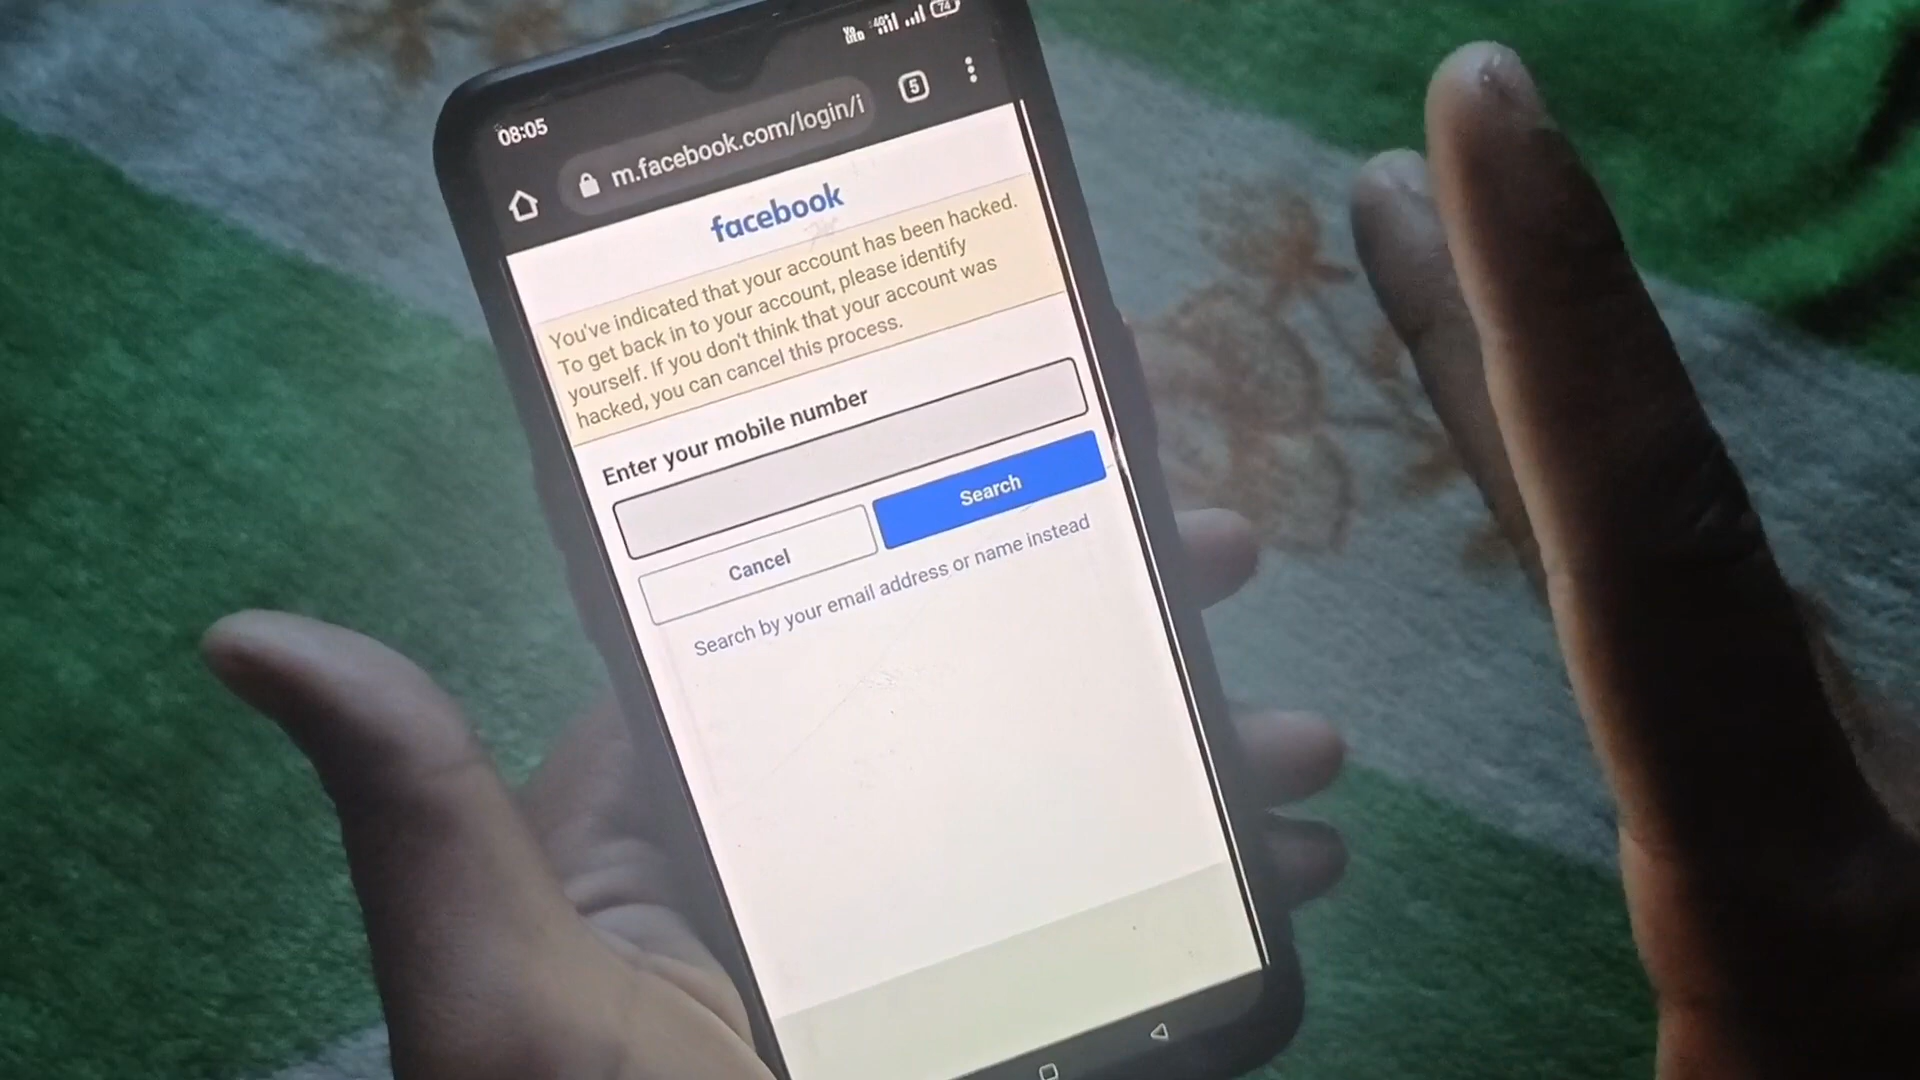 74
08:05
m.facebook.com/login/i
5
facebook
You've indicated that your account has been hacked.
To get back in to your account, please identify
yourself. If you don't think that your account was
hacked, you can cancel this process.
Enter your mobile number
Search
Cancel
Search by your email address or name instead